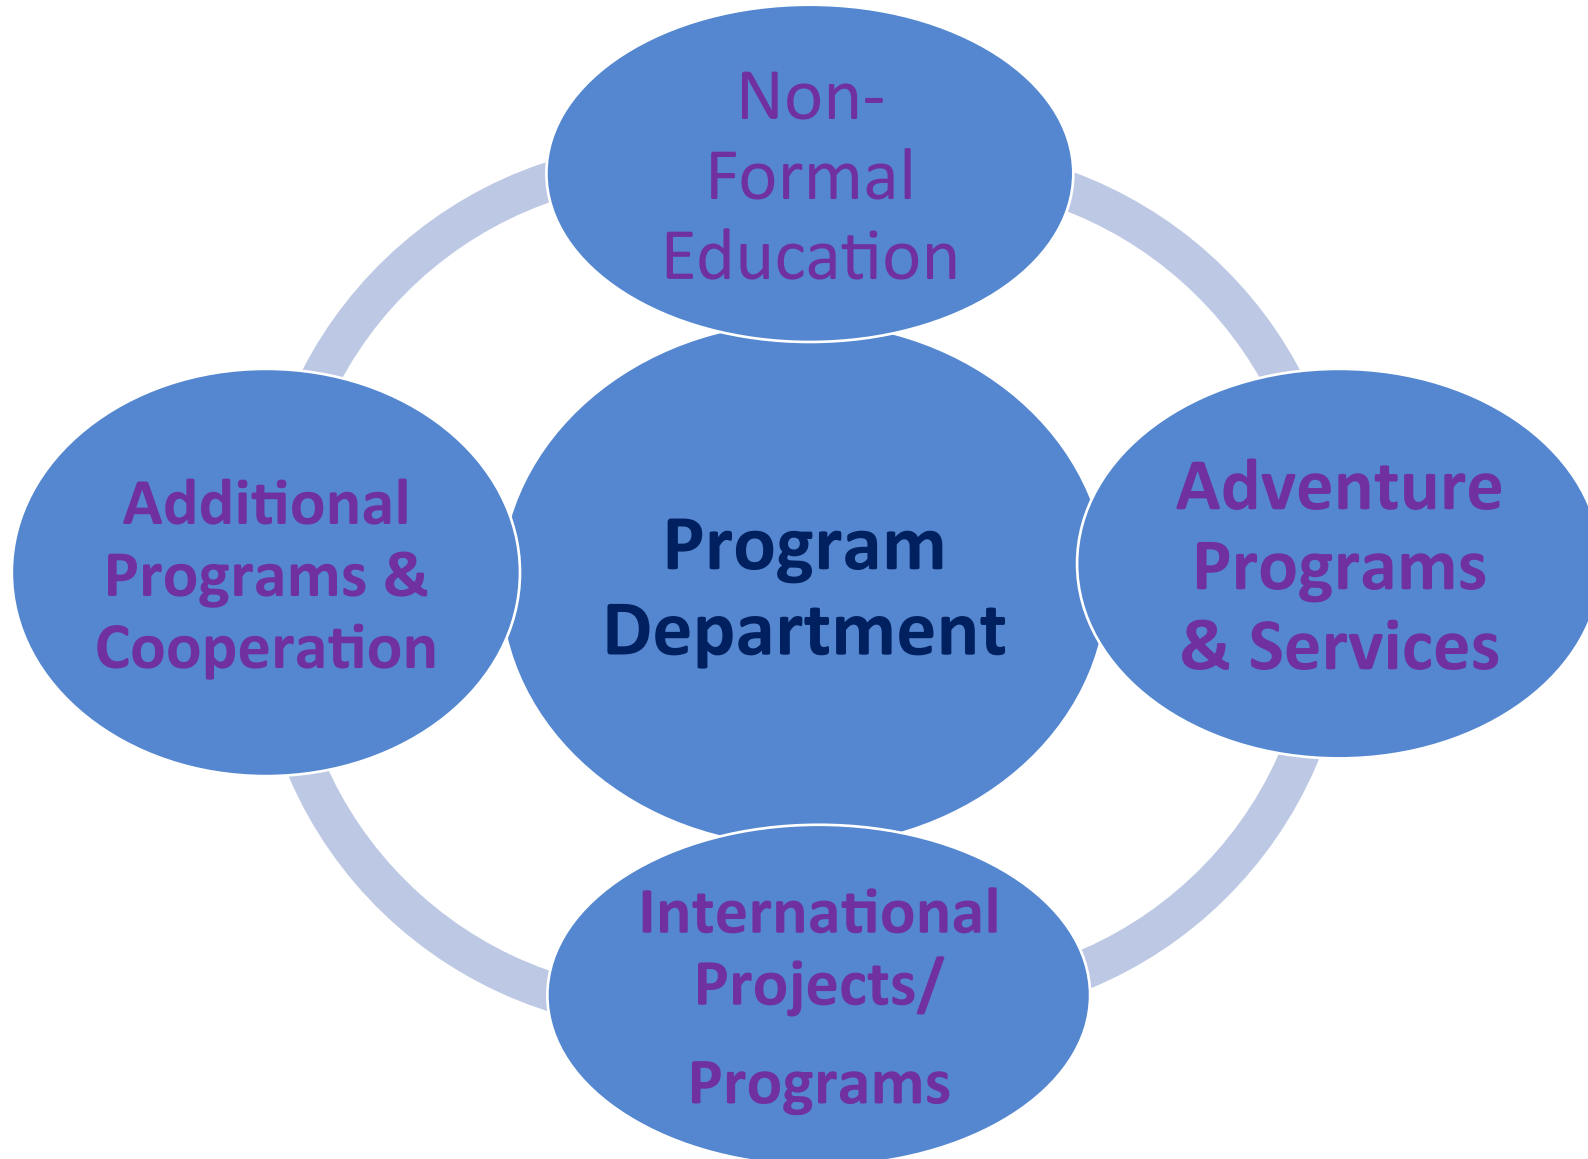 Non-
Formal
Education
Additional
Programs &
Cooperation
Program
Department
Adventure
Programs
& Services
International
Projects/
Programs